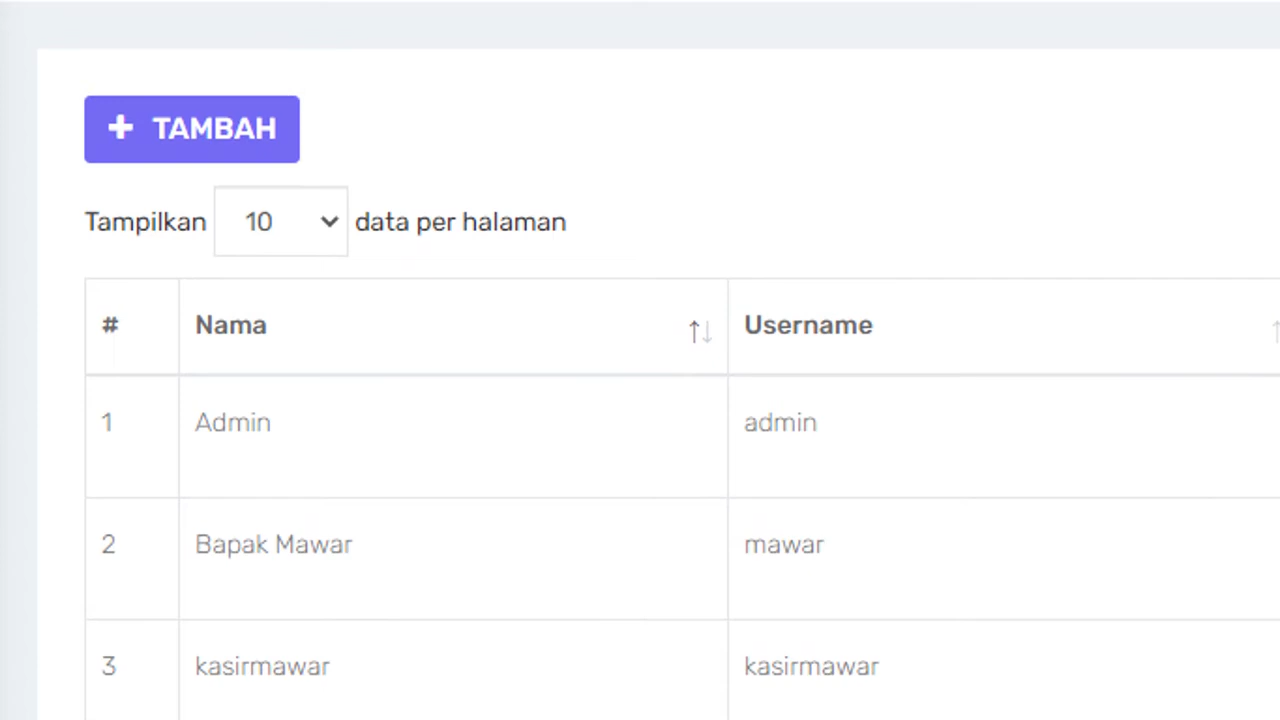 + TAMBAH
Tampilkan 10 data per halaman
# Nama Username
1 Admin admin
2 Bapak Mawar mawar
3 kasirmawar kasirmawar